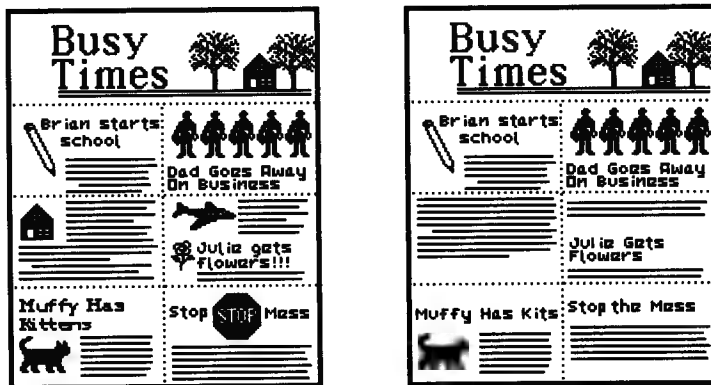 Busy
Times
Brian starts
school
Dad Goes Away
On Business
Julie gets
flowers!!!
Muffy Has
Kittens
Stop STOP Mess
Busy
Times
Brian starts
school
Dad Goes Away
On Business
Julie Gets
Flowers
Muffy Has Kits
Stop the Mess